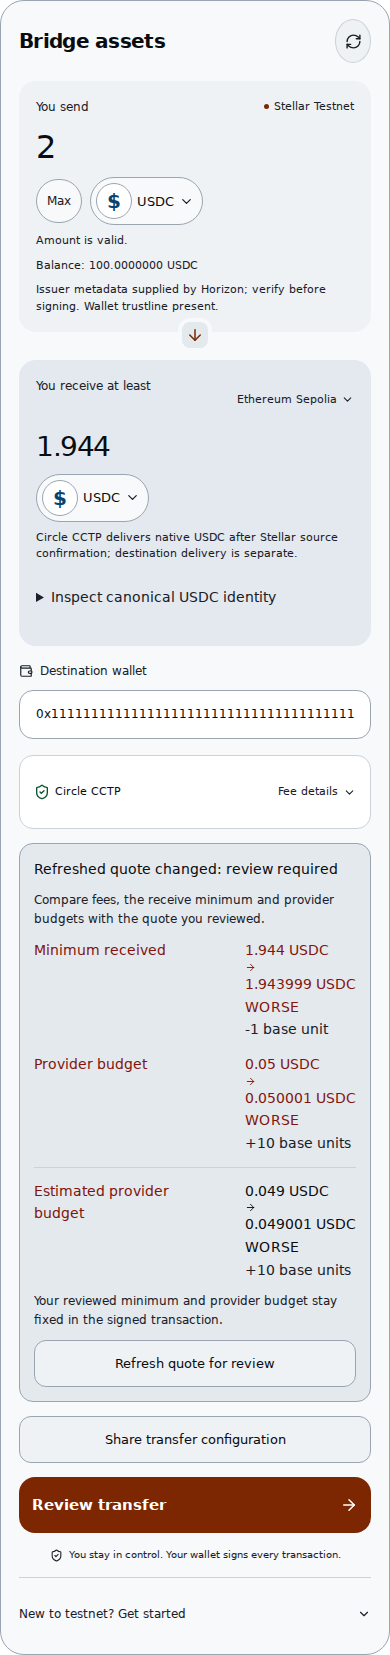 Bridge assets
You send
Stellar Testnet
2
Max
$ USDC
Amount is valid.
Balance: 100.0000000 USDC
Issuer metadata supplied by Horizon; verify before
signing. Wallet trustline present.
You receive at least
Ethereum Sepolia
1.944
$ USDC
Circle CCTP delivers native USDC after Stellar source
confirmation; destination delivery is separate.
Inspect canonical USDC identity
Destination wallet
0x1111111111111111111111111111111111111111
Circle CCTP
Fee details
Refreshed quote changed: review required
Compare fees, the receive minimum and provider
budgets with the quote you reviewed.
Minimum received
1.944 USDC
→
1.943999 USDC
WORSE
-1 base unit
Provider budget
0.05 USDC
→
0.050001 USDC
WORSE
+10 base units
Estimated provider
budget
0.049 USDC
→
0.049001 USDC
WORSE
+10 base units
Your reviewed minimum and provider budget stay
fixed in the signed transaction.
Refresh quote for review
Share transfer configuration
Review transfer →
You stay in control. Your wallet signs every transaction.
New to testnet? Get started